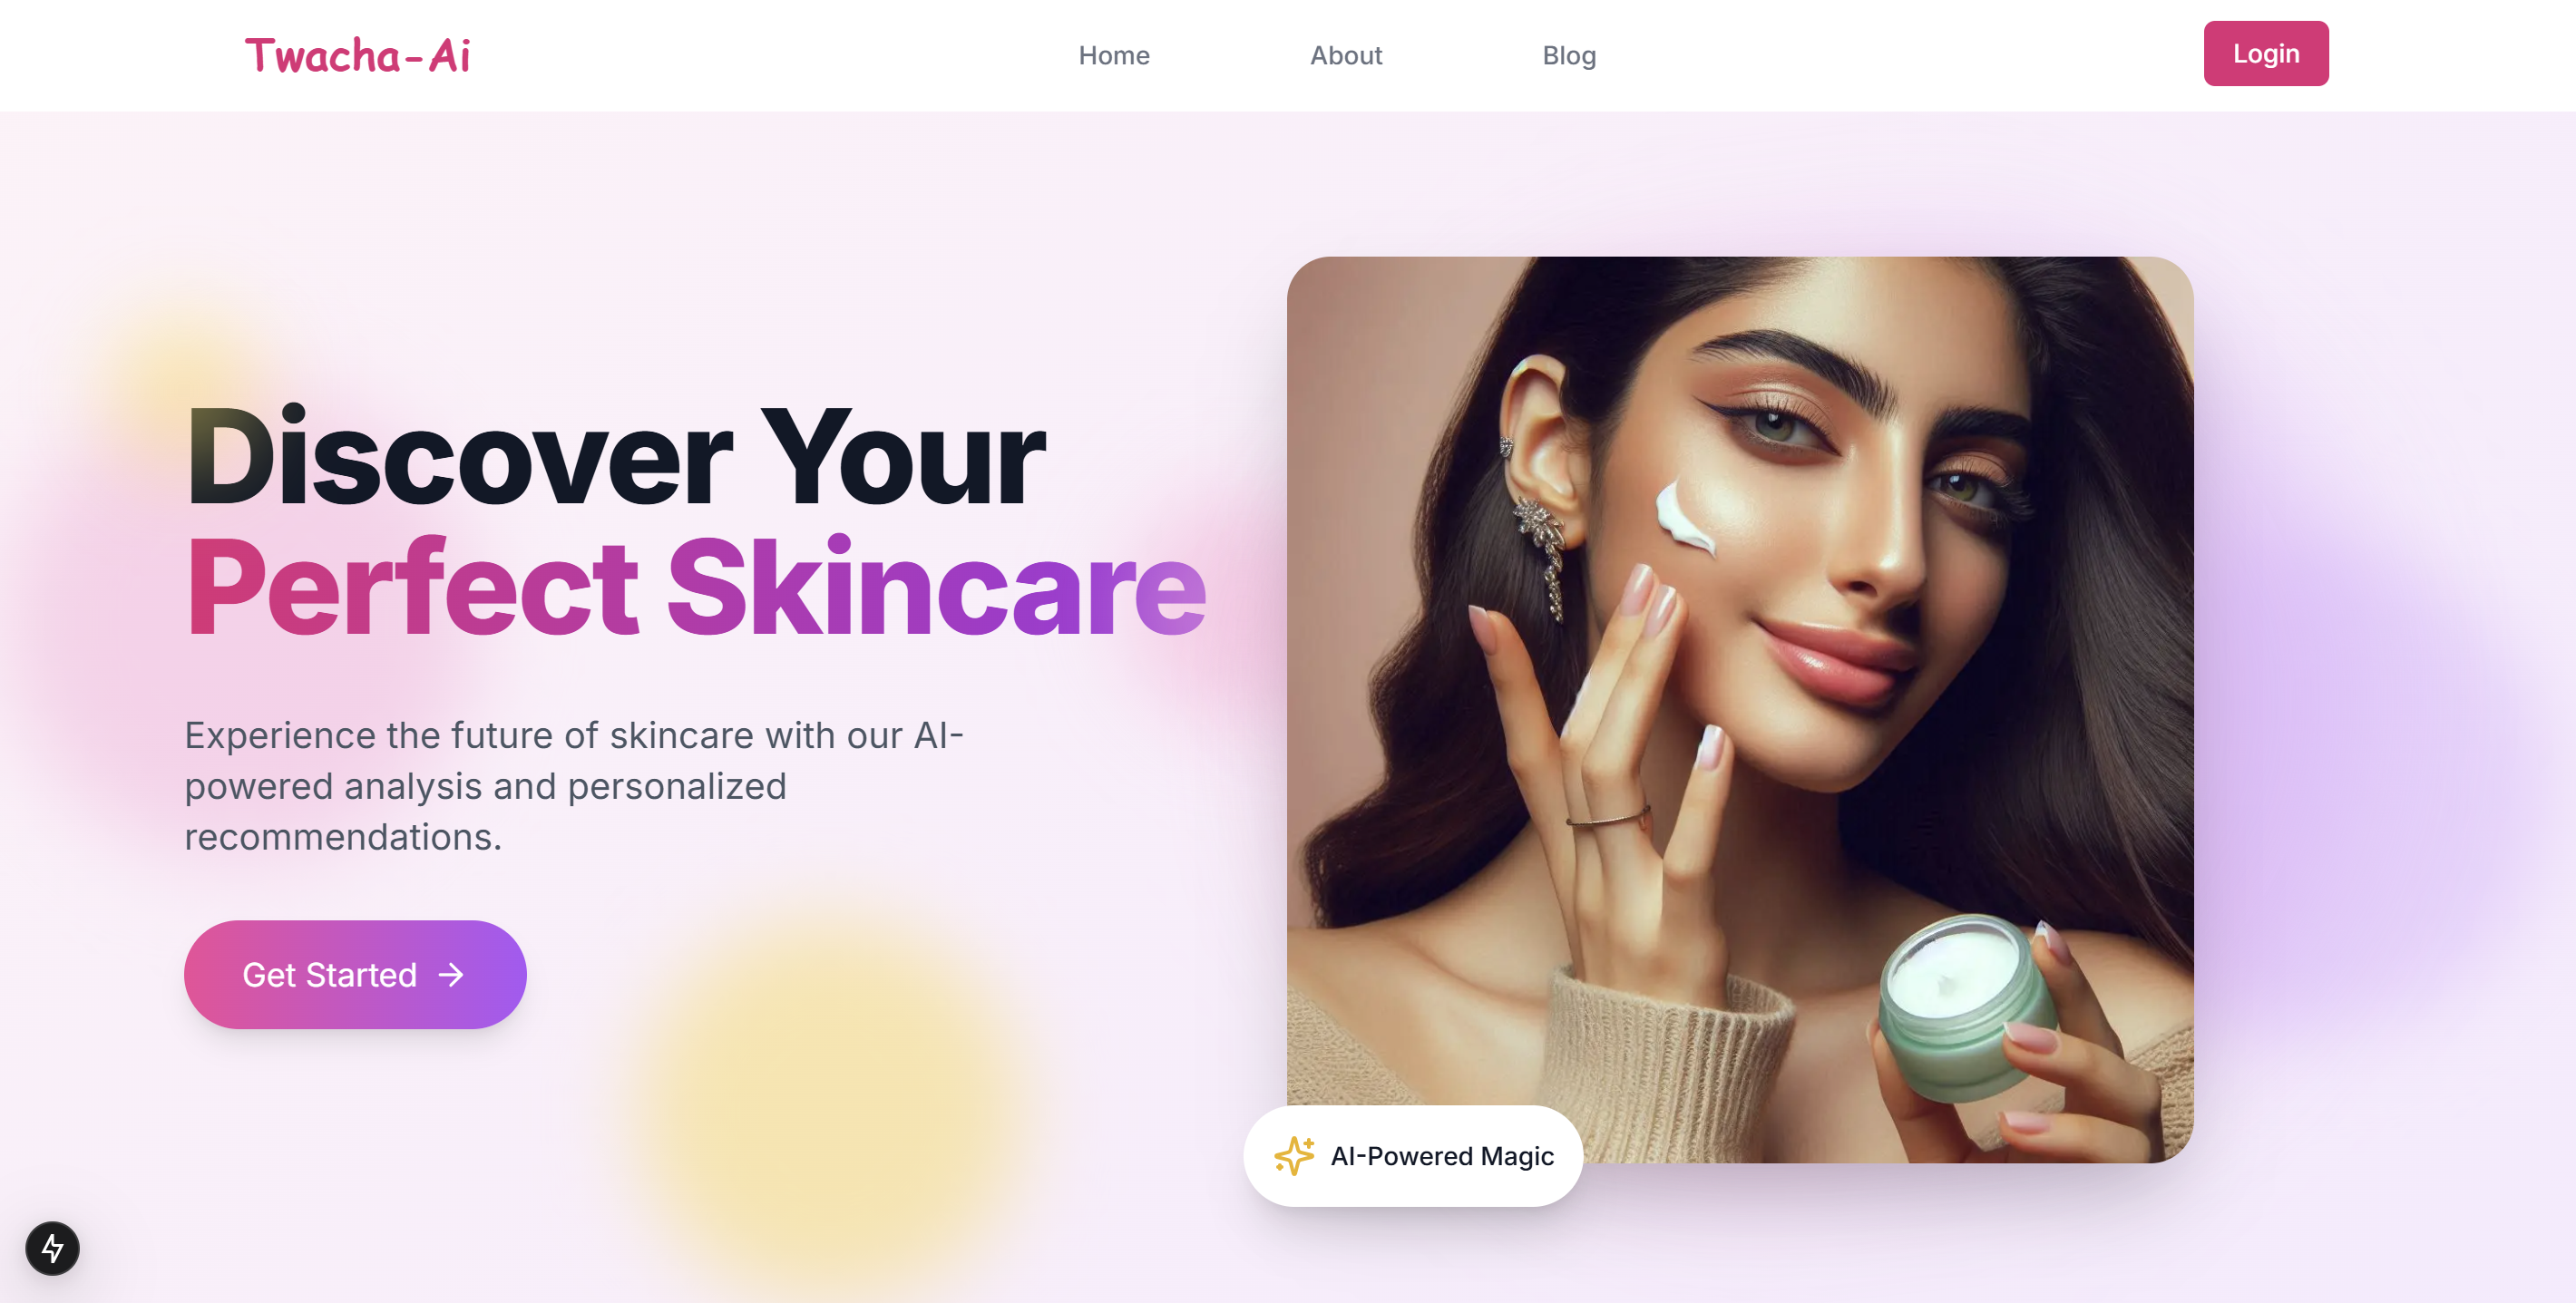 Twacha-Ai
Home
About
Blog
Login
Discover Your
Perfect Skincare
Experience the future of skincare with our AI-
powered analysis and personalized
recommendations.
Get Started
AI-Powered Magic